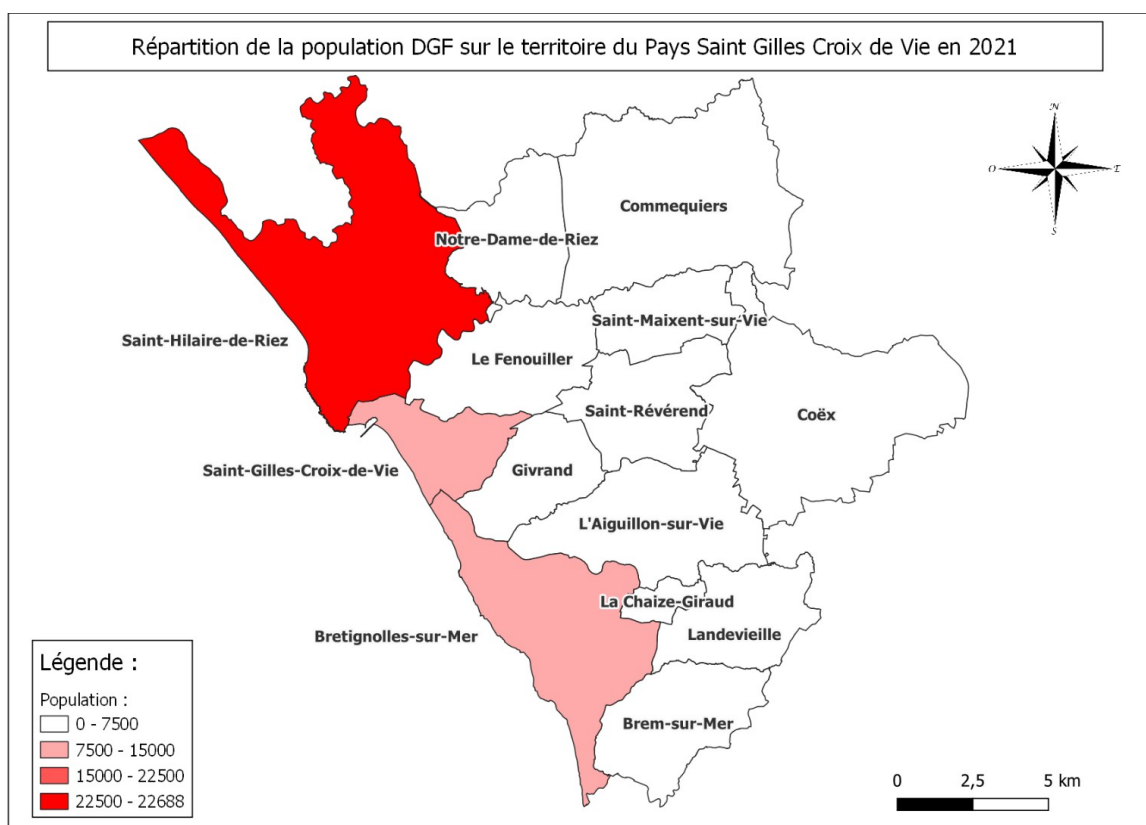 Répartition de la population DGF sur le territoire du Pays Saint Gilles Croix de Vie en 2021
N
O
E
S
Commequiers
Notre-Dame-de-Riez
Saint-Hilaire-de-Riez
Saint-Maixent-sur-Vie
Le Fenouiller
Saint-Révérend
Coëx
Saint-Gilles-Croix-de-Vie
Givrand
L'Aiguillon-sur-Vie
La Chaize-Giraud
Bretignolles-sur-Mer
Landevieille
Brem-sur-Mer
Légende :
Population :
0 - 7500
7500 - 15000
15000 - 22500
22500 - 22688
0 2,5 5 km